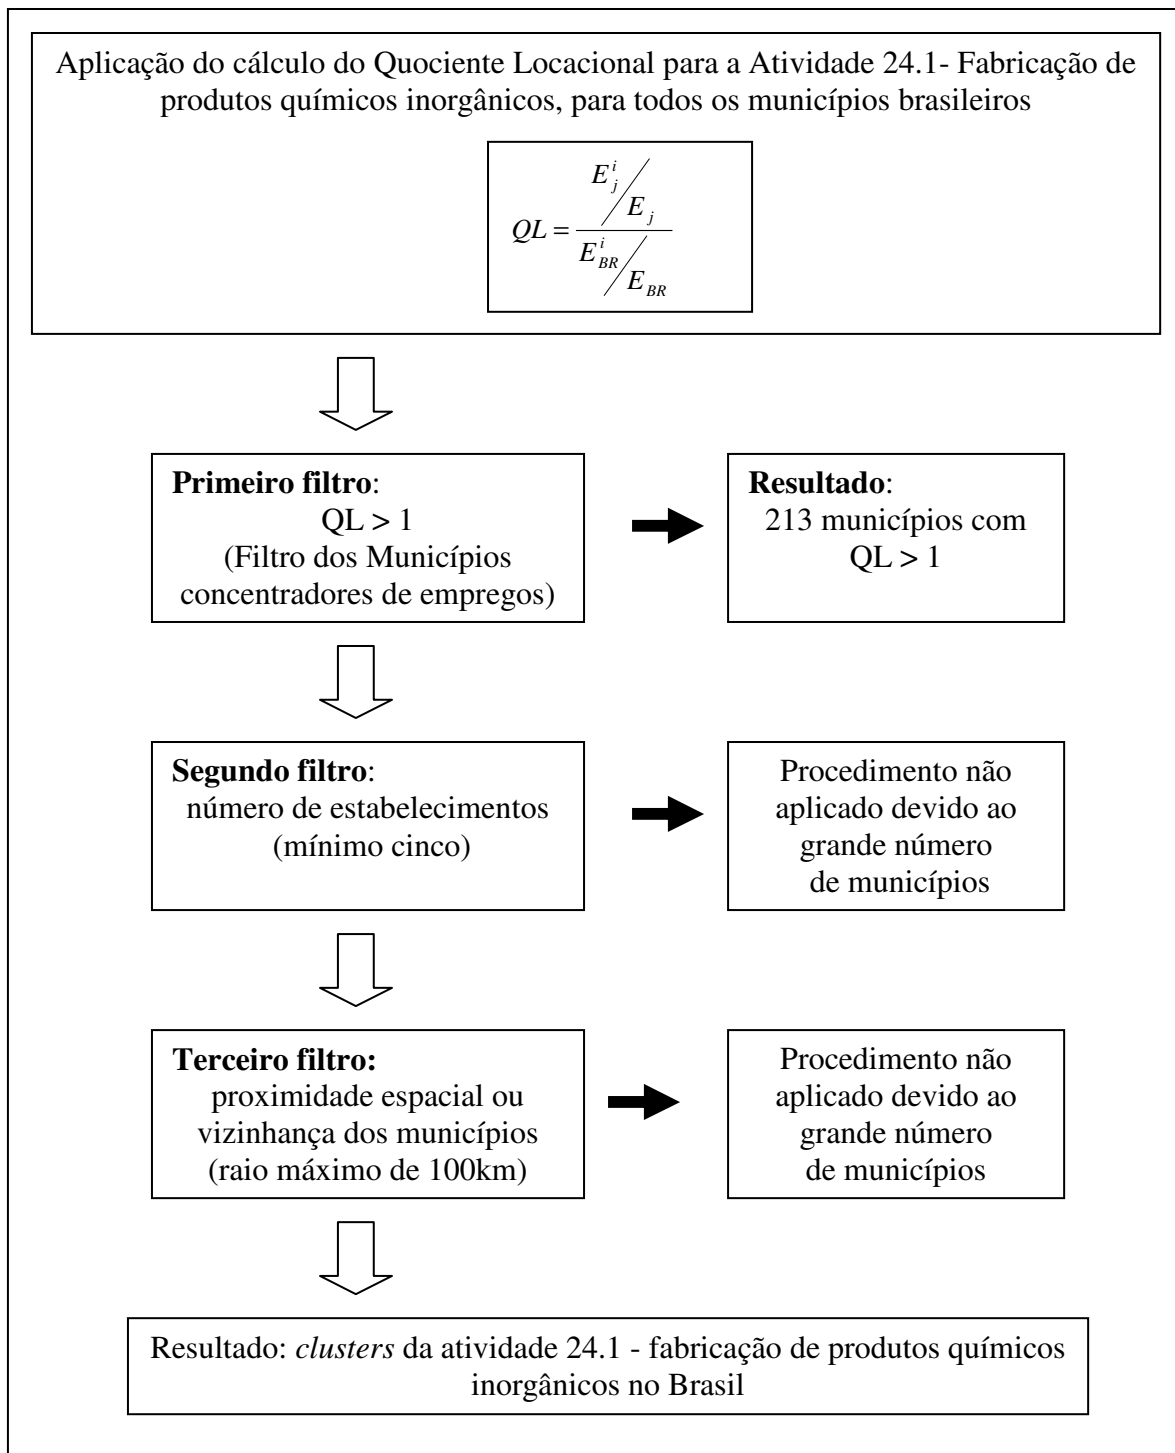 Aplicação do cálculo do Quociente Locacional para a Atividade 24.1- Fabricação de
produtos químicos inorgânicos, para todos os municípios brasileiros
QL = (E_j^i / E_j) / (E_BR^i / E_BR)
Primeiro filtro:
QL > 1
(Filtro dos Municípios
concentradores de empregos)
Resultado:
213 municípios com
QL > 1
Segundo filtro:
número de estabelecimentos
(mínimo cinco)
Procedimento não
aplicado devido ao
grande número
de municípios
Terceiro filtro:
proximidade espacial ou
vizinhança dos municípios
(raio máximo de 100km)
Procedimento não
aplicado devido ao
grande número
de municípios
Resultado: clusters da atividade 24.1 - fabricação de produtos químicos
inorgânicos no Brasil